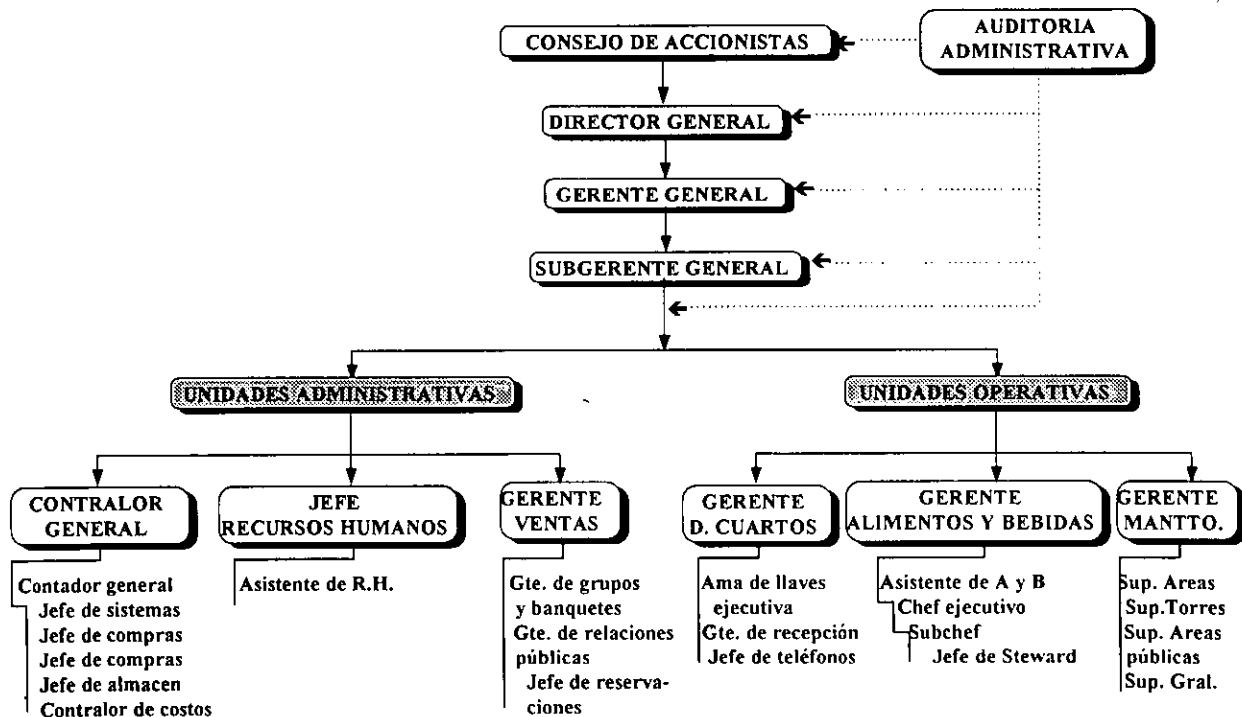 CONSEJO DE ACCIONISTAS
AUDITORIA
ADMINISTRATIVA
DIRECTOR GENERAL
GERENTE GENERAL
SUBGERENTE GENERAL
UNIDADES ADMINISTRATIVAS
UNIDADES OPERATIVAS
CONTRALOR
GENERAL
JEFE
RECURSOS HUMANOS
GERENTE
VENTAS
GERENTE
D. CUARTOS
GERENTE
ALIMENTOS Y BEBIDAS
GERENTE
MANTTO.
Contador general
Jefe de sistemas
Jefe de compras
Jefe de compras
Jefe de almacen
Contralor de costos
Asistente de R.H.
Gte. de grupos
y banquetes
Gte. de relaciones
públicas
Jefe de reserva-
ciones
Ama de llaves
ejecutiva
Gte. de recepción
Jefe de teléfonos
Asistente de A y B
Chef ejecutivo
Subchef
Jefe de Steward
Sup. Areas
Sup.Torres
Sup. Areas
públicas
Sup. Gral.